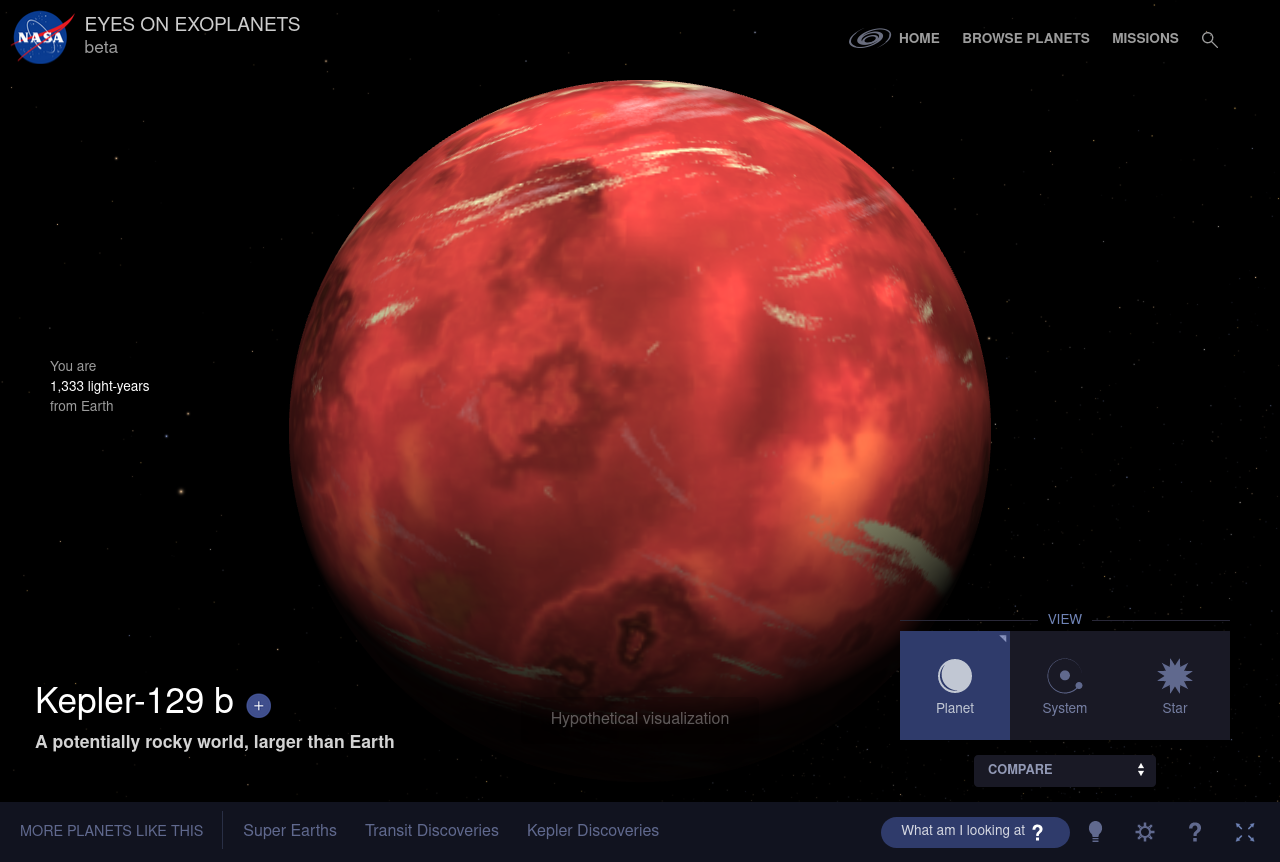 NASA
EYES ON EXOPLANETS
beta
HOME
BROWSE PLANETS
MISSIONS
You are
1,333 light-years
from Earth
Kepler-129 b +
A potentially rocky world, larger than Earth
Hypothetical visualization
VIEW
Planet
System
Star
COMPARE
MORE PLANETS LIKE THIS
Super Earths
Transit Discoveries
Kepler Discoveries
What am I looking at ?
?